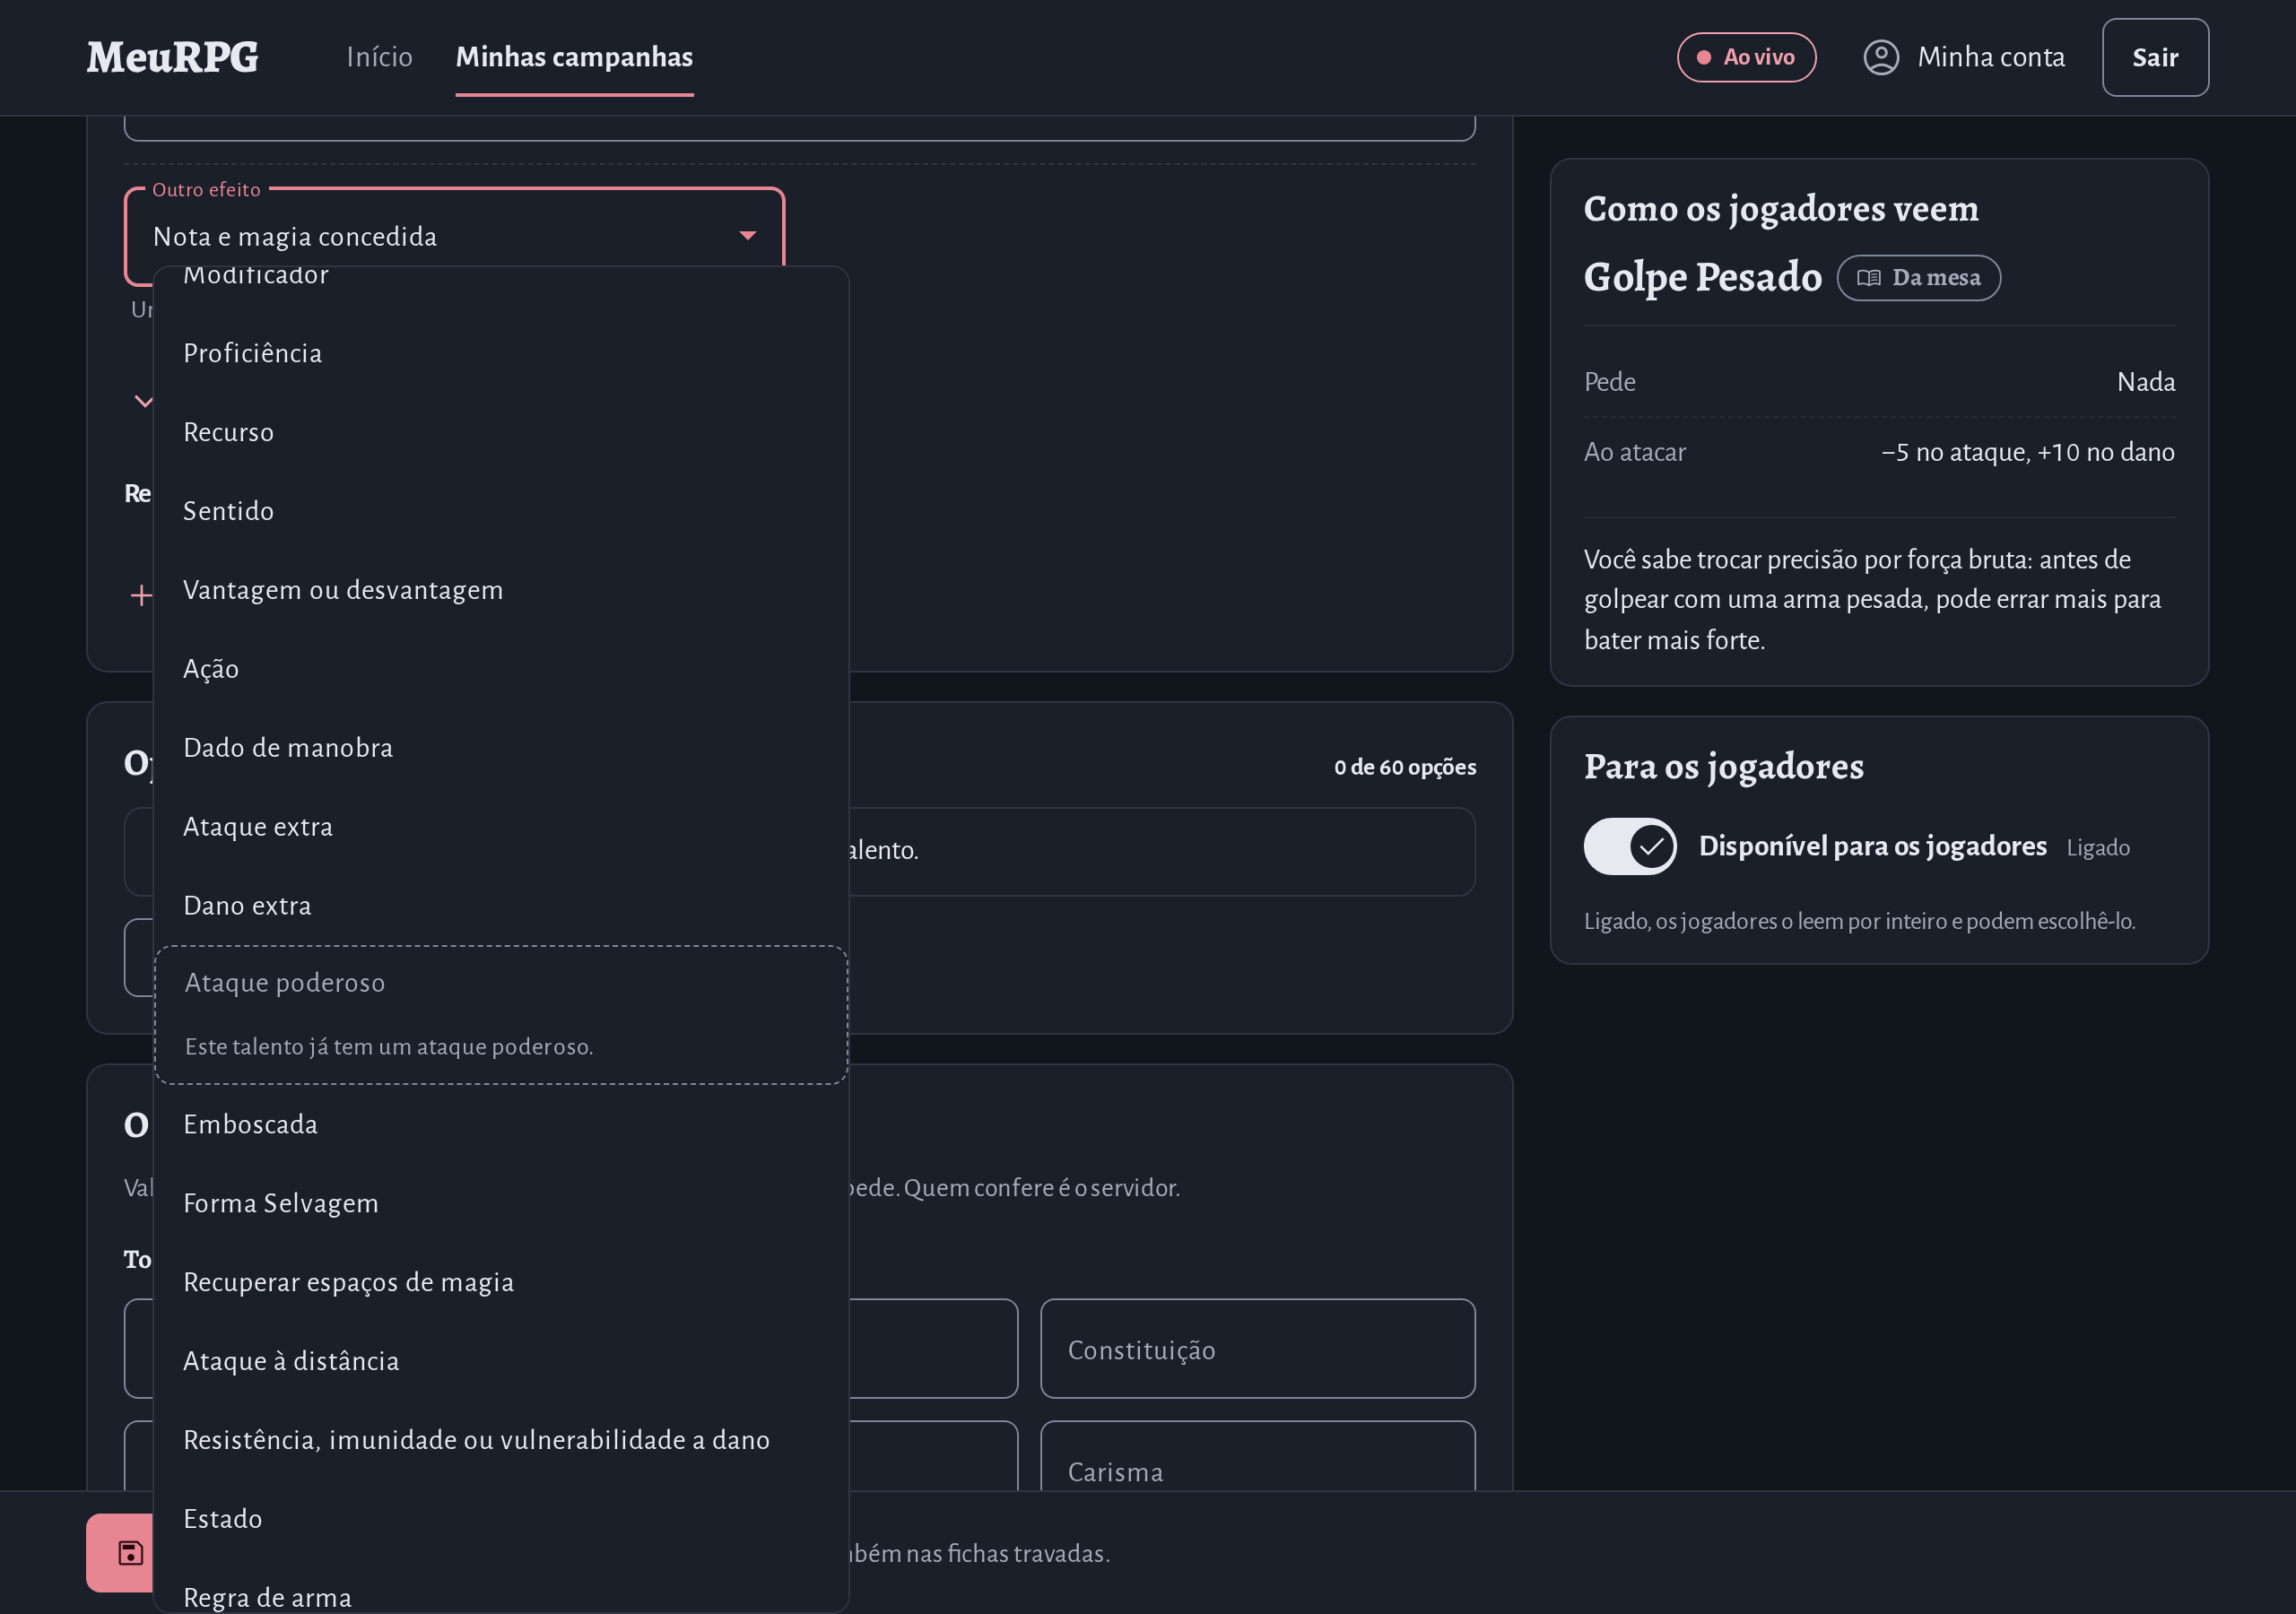 MeuRPG
Início
Minhas campanhas
Ao vivo
Minha conta
Sair
Outro efeito
Nota e magia concedida
Modificador
Proficiência
Recurso
Sentido
Vantagem ou desvantagem
Ação
Dado de manobra
Ataque extra
Dano extra
Ataque poderoso
Este talento já tem um ataque poderoso.
Emboscada
Forma Selvagem
Recuperar espaços de magia
Ataque à distância
Resistência, imunidade ou vulnerabilidade a dano
Estado
Regra de arma
0 de 60 opções
Quem confere é o servidor.
Constituição
Carisma
nas fichas travadas.
Como os jogadores veem
Golpe Pesado
Da mesa
Pede
Nada
Ao atacar
−5 no ataque, +10 no dano
Você sabe trocar precisão por força bruta: antes de
golpear com uma arma pesada, pode errar mais para
bater mais forte.
Para os jogadores
Disponível para os jogadores
Ligado
Ligado, os jogadores o leem por inteiro e podem escolhê-lo.